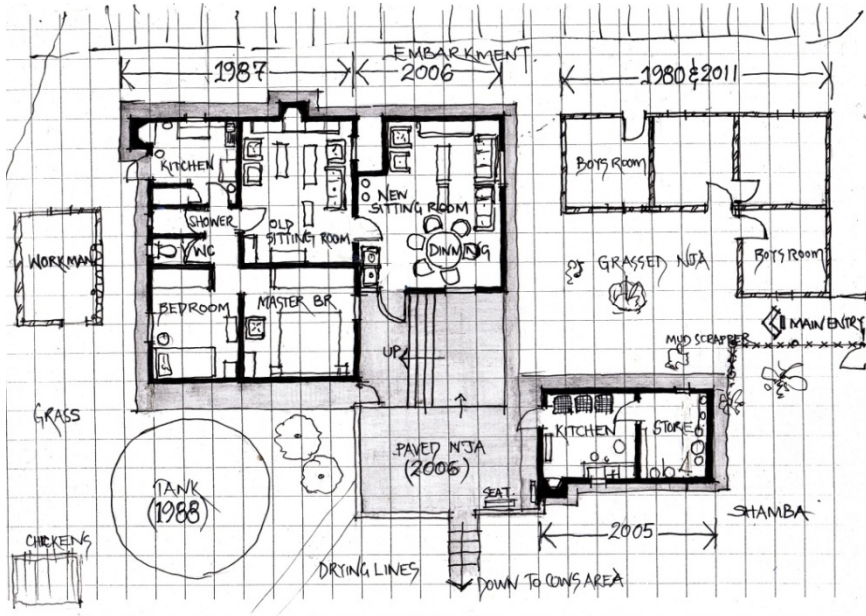 EMBARKMENT
1987
2006
1980 & 2011
KITCHEN
BOYS ROOM
SHOWER
OLD
SITTING ROOM
NEW
SITTING ROOM
WC
DINNING
WORKMAN
GRASSED NJA
BOYS ROOM
BEDROOM
MASTER BR
MAIN ENTRY
MUD SCRAPPER
UP
GRASS
KITCHEN
STORE
PAVED NJA
(2006)
TANK
(1988)
SEAT.
SHAMBA
2005
CHICKENS
DRYING LINES
DOWN TO COWS AREA